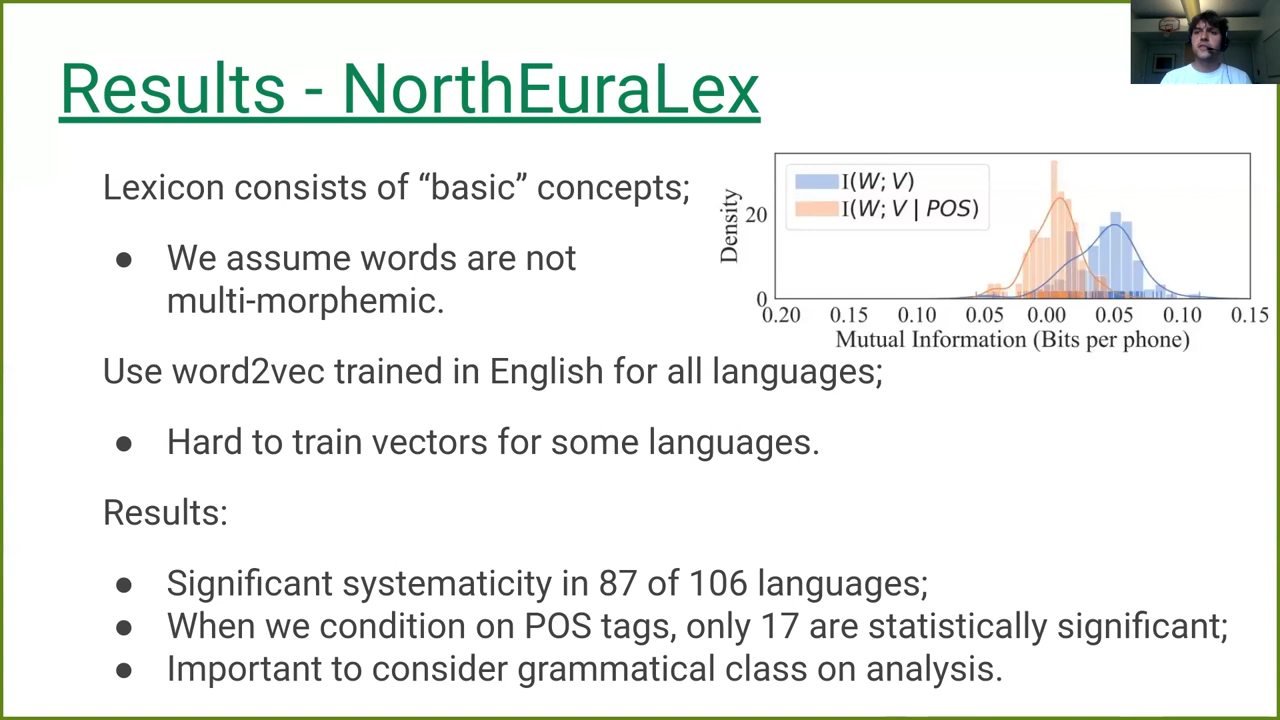 Results - NorthEuraLex
Lexicon consists of “basic” concepts;
● We assume words are not
multi-morphemic.
I(W; V)
I(W; V | POS)
Density
20
0
0.20 0.15 0.10 0.05 0.00 0.05 0.10 0.15
Mutual Information (Bits per phone)
Use word2vec trained in English for all languages;
● Hard to train vectors for some languages.
Results:
● Significant systematicity in 87 of 106 languages;
● When we condition on POS tags, only 17 are statistically significant;
● Important to consider grammatical class on analysis.